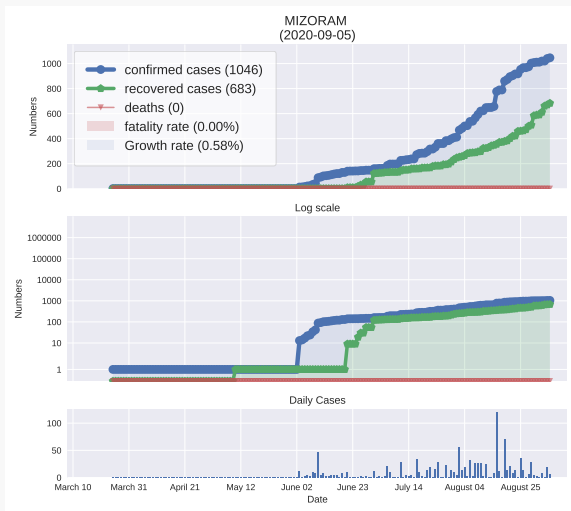 MIZORAM
(2020-09-05)
confirmed cases (1046)
recovered cases (683)
deaths (0)
fatality rate (0.00%)
Growth rate (0.58%)
Numbers
1000
800
600
400
200
0
Log scale
Numbers
1000000
100000
10000
1000
100
10
1
Daily Cases
100
50
0
March 10 March 31 April 21 May 12 June 02 June 23 July 14 August 04 August 25
Date